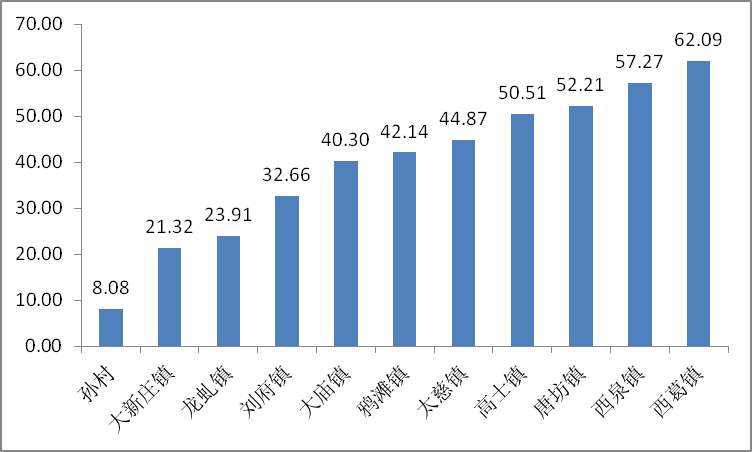 70.00
60.00
50.00
40.00
30.00
20.00
10.00
0.00
8.08
21.32
23.91
32.66
40.30
42.14
44.87
50.51
52.21
57.27
62.09
孙村
大新庄镇
龙虬镇
刘府镇
大庙镇
鸦滩镇
太慈镇
高士镇
唐坊镇
西泉镇
西葛镇